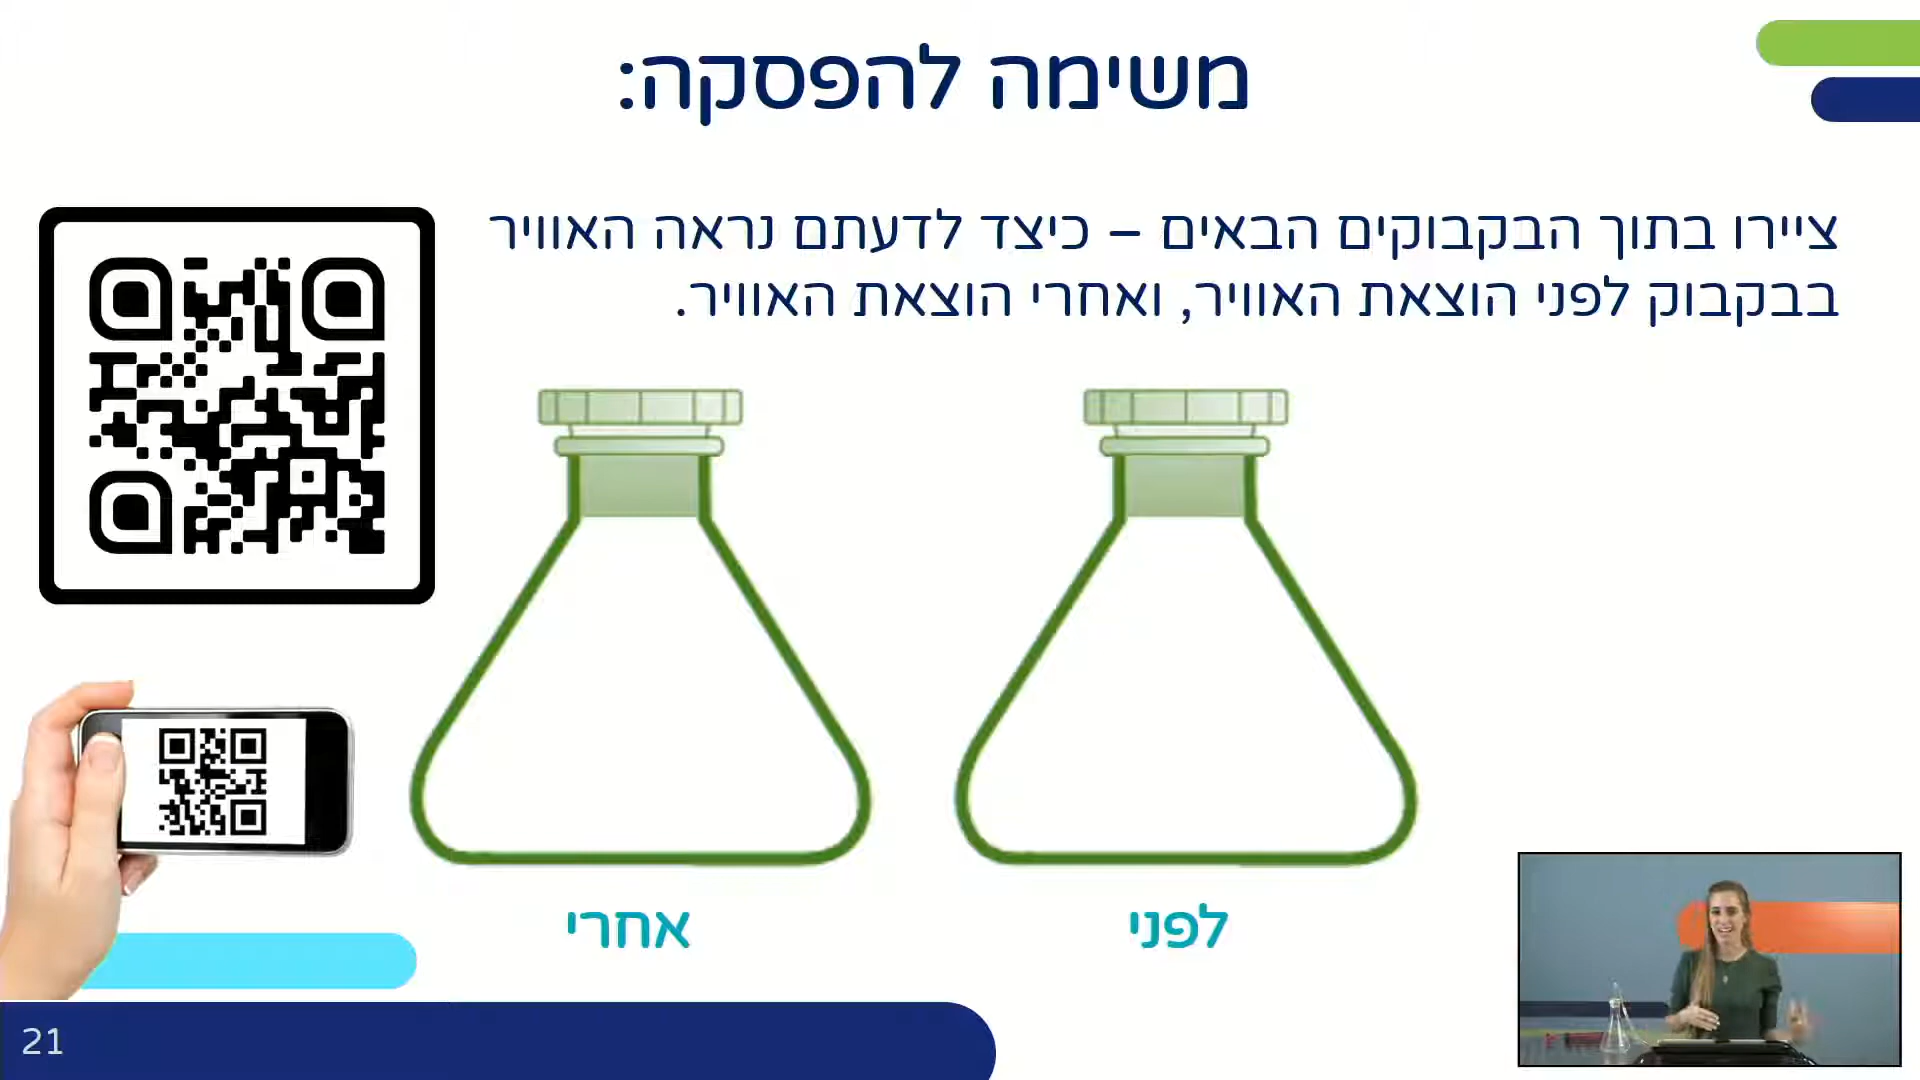 משימה להפסקה:
ציירו בתוך הבקבוקים הבאים – כיצד לדעתם נראה האוויר
בבקבוק לפני הוצאת האוויר, ואחרי הוצאת האוויר.
לפני
אחרי
21